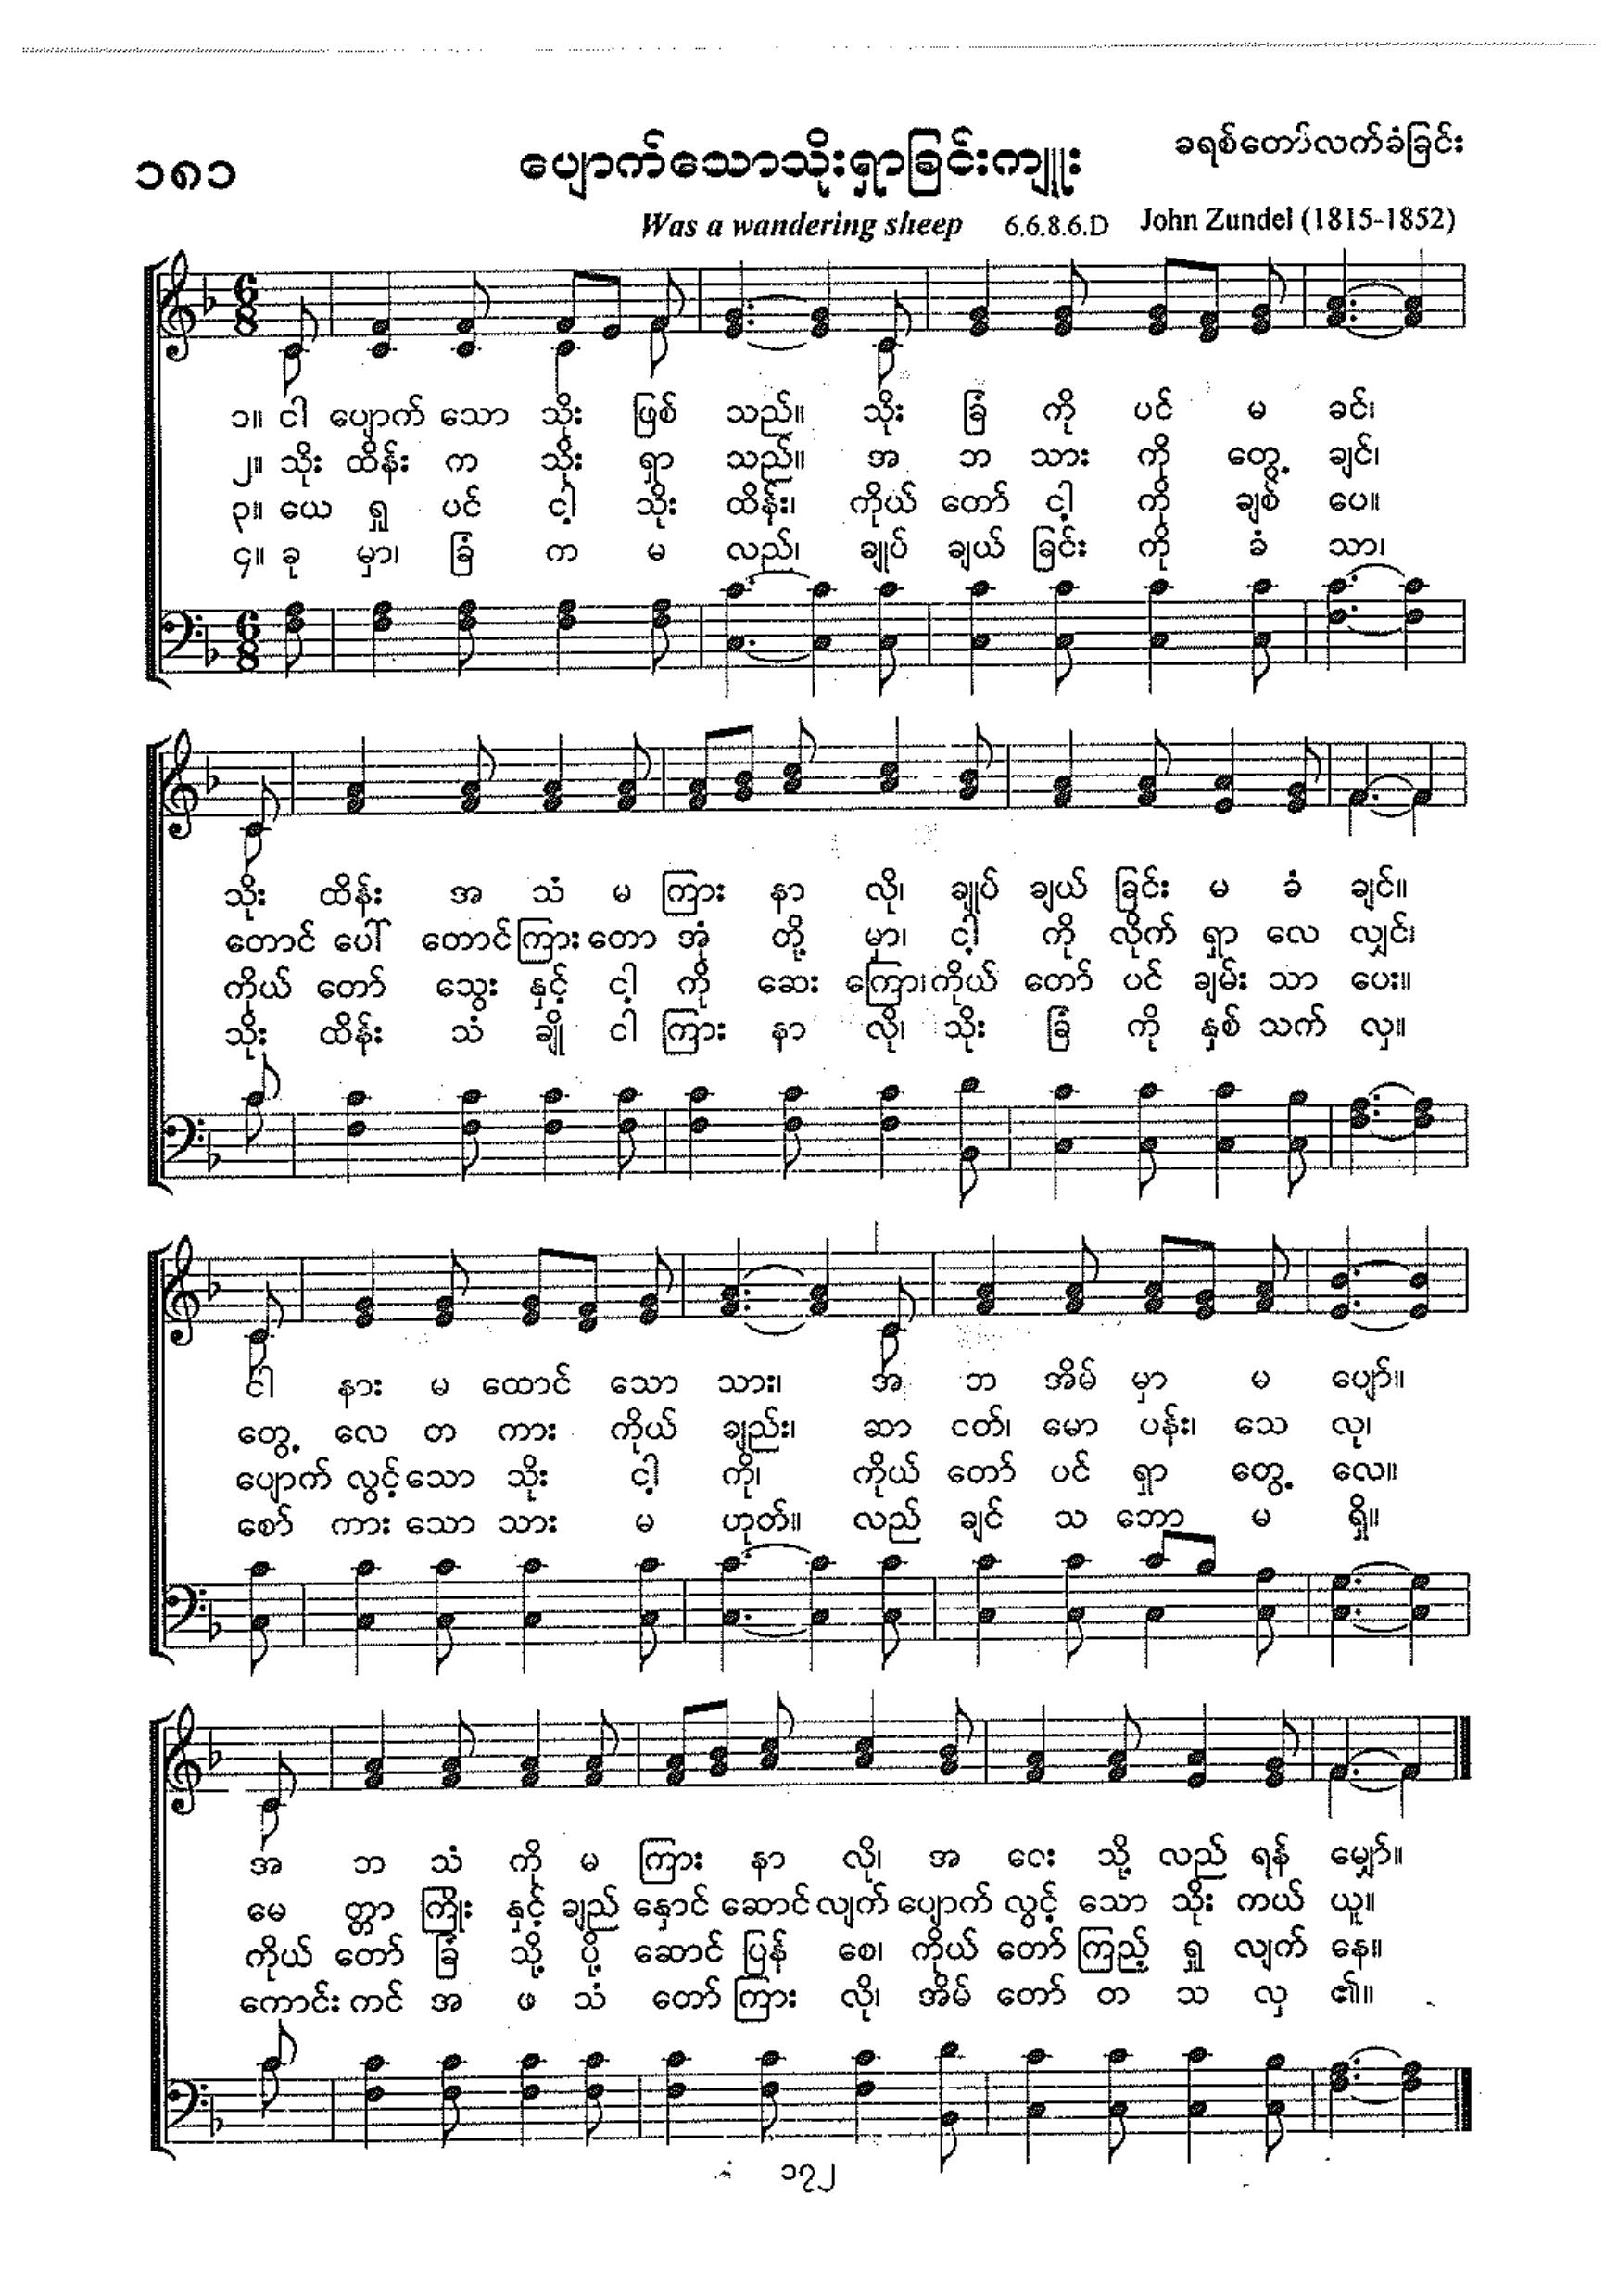 ခရစ်တော်လက်ခံခြင်း
၁၈၁ ပျောက်သောသိုးရှာခြင်းကျူး
Was a wandering sheep 6.6.8.6.D John Zundel (1815-1852)
၁။ ငါ ပျောက် သော သိုး ဖြစ် သည်။ သိုး ခြံ ကို ပင် မ ခင်၊
၂။ သိုး ထိန်း က သိုး ရှာ သည်။ အ ဘ သား ကို တွေ့ ချင်၊
၃။ ယေ ရှု ပင် ငါ့ သိုး ထိန်း၊ ကိုယ် တော် ငါ့ ကို ချစ် ပေ။
၄။ ခု မှာ၊ ခြံ က မ လည်၊ ချုပ် ချယ် ခြင်း ကို ခံ သာ၊
သိုး ထိန်း အ သံ မ ကြား နာ လို၊ ချုပ် ချယ် ခြင်း မ ခံ ချင်။
တောင် ပေါ် တောင်ကြား တော အုံ တို့ မှာ၊ ငါ့ ကို လိုက် ရှာ လေ လျှင်၊
ကိုယ် တော် သွေး နှင့် ငါ့ ကို ဆေး ကြော၊ ကိုယ် တော် ပင် ချမ်း သာ ပေး။
သိုး ထိန်း သံ ချို ငါ ကြား နာ လို၊ သိုး ခြံ ကို နှစ် သက် လှ။
ငါ နား မ ထောင် သော သား၊ အ ဘ အိမ် မှာ မ ပျော်။
တွေ့ လေ တ ကား ကိုယ် ချည်း၊ ဆာ ငတ်၊ မော ပန်း၊ သေ လု၊
ပျောက် လွင့် သော သိုး ငါ့ ကို၊ ကိုယ် တော် ပင် ရှာ တွေ့ လေ။
စော် ကား သော သား မ ဟုတ်။ လည် ချင် သ ဘော မ ရှိ။
အ ဘ သံ ကို မ ကြား နာ လို၊ အ ဝေး သို့ လည် ရန် မျှော်။
မေ တ္တာ ကြိုး နှင့် ချည် နှောင် ဆောင် လျက် ပျောက် လွင့် သော သိုး ကယ် ယူ။
ကိုယ် တော် ခြံ သို့ ငို့ ဆောင် ပြန် စေ၊ ကိုယ် တော် ကြည့် ရှု လျက် နေ။
ကောင်း ကင် အ ဖ သံ တော် ကြား လို၊ အိမ် တော် တ သ လှ ၏။
၁၇၂